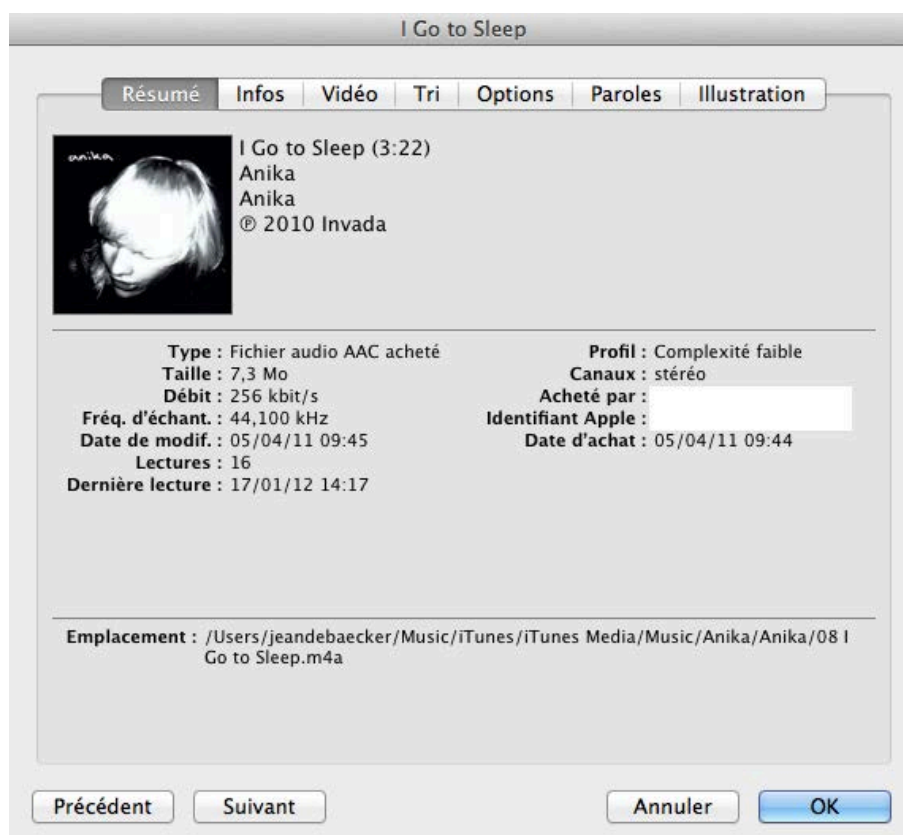 I Go to Sleep
Résumé Infos Vidéo Tri Options Paroles Illustration
anika
I Go to Sleep (3:22)
Anika
Anika
℗ 2010 Invada
Type : Fichier audio AAC acheté
Taille : 7,3 Mo
Débit : 256 kbit/s
Fréq. d'échant. : 44,100 kHz
Date de modif. : 05/04/11 09:45
Lectures : 16
Dernière lecture : 17/01/12 14:17
Profil : Complexité faible
Canaux : stéréo
Acheté par :
Identifiant Apple :
Date d'achat : 05/04/11 09:44
Emplacement : /Users/jeandebaecker/Music/iTunes/iTunes Media/Music/Anika/Anika/08 I
Go to Sleep.m4a
Précédent Suivant Annuler OK